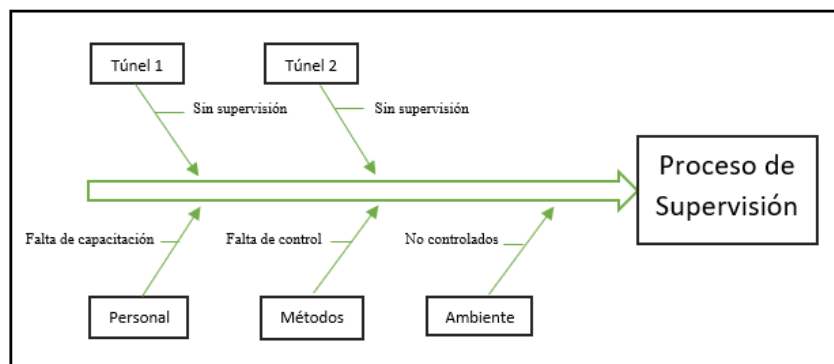 Túnel 1
Túnel 2
Sin supervisión
Sin supervisión
Proceso de
Supervisión
Falta de capacitación
Falta de control
No controlados
Personal
Métodos
Ambiente